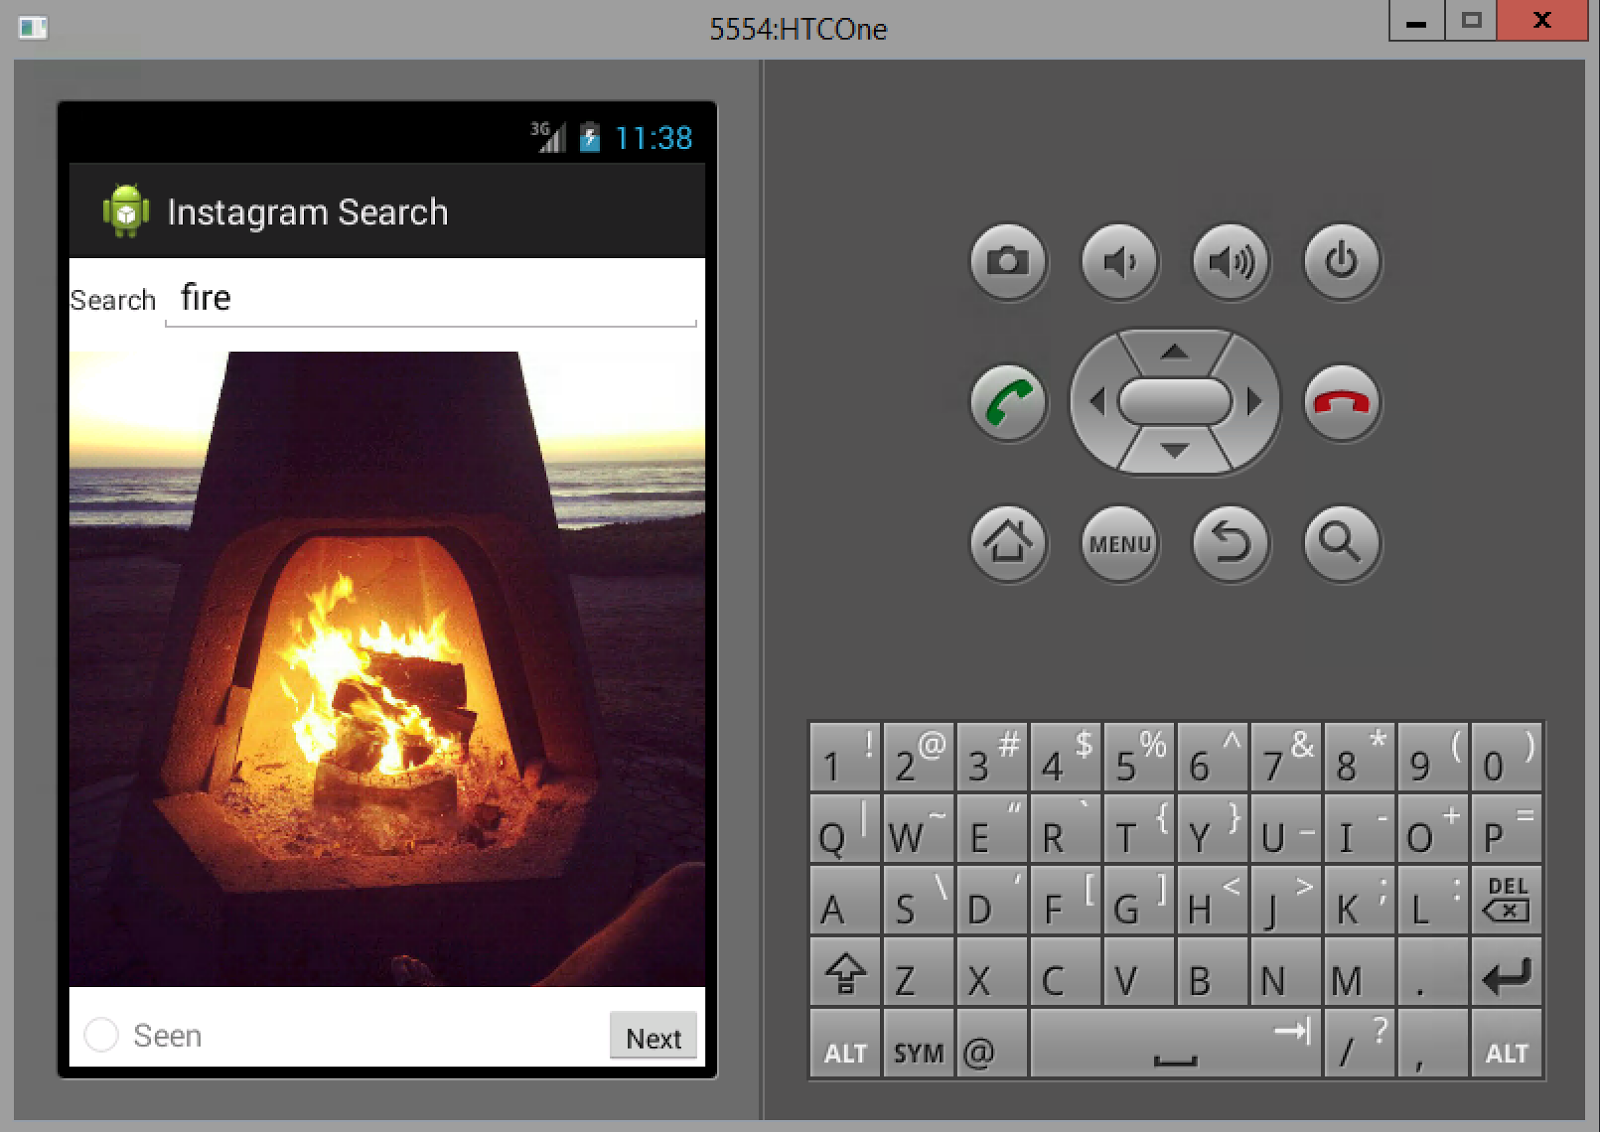 5554:HTCOne
3G 11:38
Instagram Search
Search fire
Seen Next
MENU
1 ! 2 @ 3 # 4 $ 5 % 6 ^ 7 & 8 * 9 ( 0 )
Q | W ~ E “ R ` T { Y } U _ I - O + P =
A S \ D ‘ F [ G ] H < J > K ; L : DEL
Z X C V B N M .
ALT SYM @ / ? , ALT